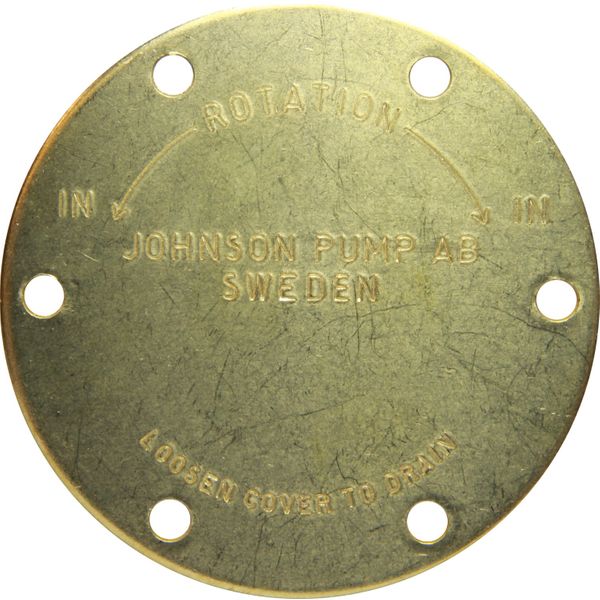 ROTATION
IN IN
JOHNSON PUMP AB
SWEDEN
LOOSEN COVER TO DRAIN